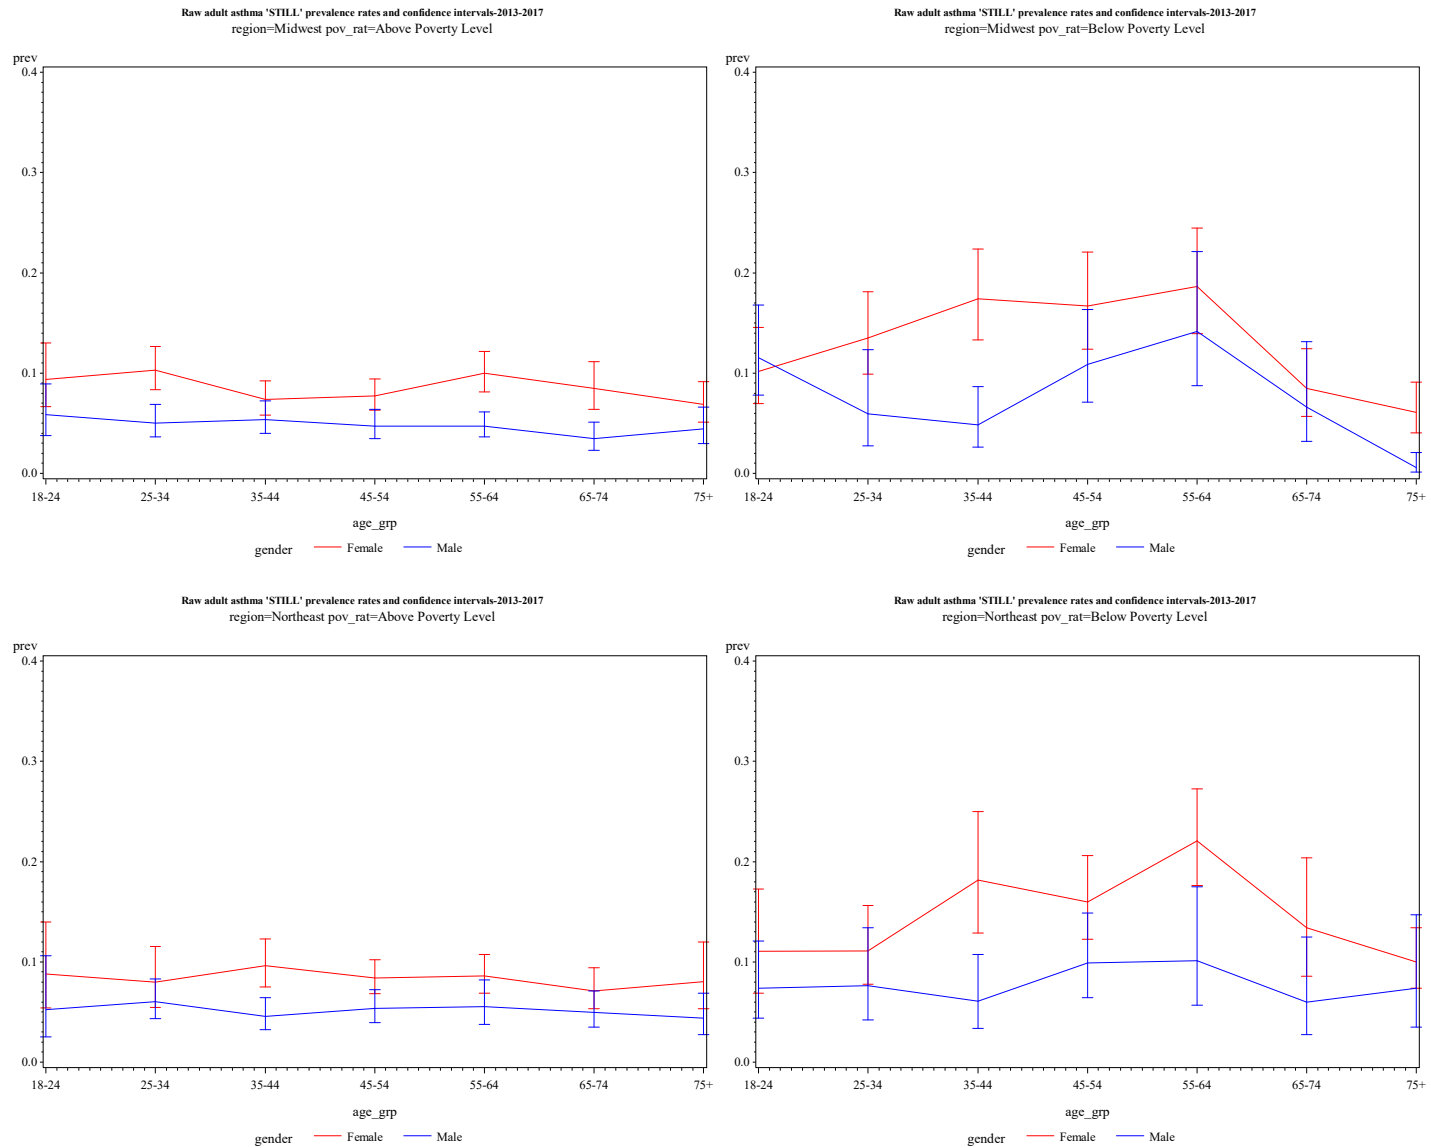 Raw adult asthma 'STILL' prevalence rates and confidence intervals-2013-2017
region=Midwest pov_rat=Above Poverty Level
prev
0.4
0.3
0.2
0.1
0.0
18-24 25-34 35-44 45-54 55-64 65-74 75+
age_grp
gender Female Male
Raw adult asthma 'STILL' prevalence rates and confidence intervals-2013-2017
region=Midwest pov_rat=Below Poverty Level
prev
0.4
0.3
0.2
0.1
0.0
18-24 25-34 35-44 45-54 55-64 65-74 75+
age_grp
gender Female Male
Raw adult asthma 'STILL' prevalence rates and confidence intervals-2013-2017
region=Northeast pov_rat=Above Poverty Level
prev
0.4
0.3
0.2
0.1
0.0
18-24 25-34 35-44 45-54 55-64 65-74 75+
age_grp
gender Female Male
Raw adult asthma 'STILL' prevalence rates and confidence intervals-2013-2017
region=Northeast pov_rat=Below Poverty Level
prev
0.4
0.3
0.2
0.1
0.0
18-24 25-34 35-44 45-54 55-64 65-74 75+
age_grp
gender Female Male